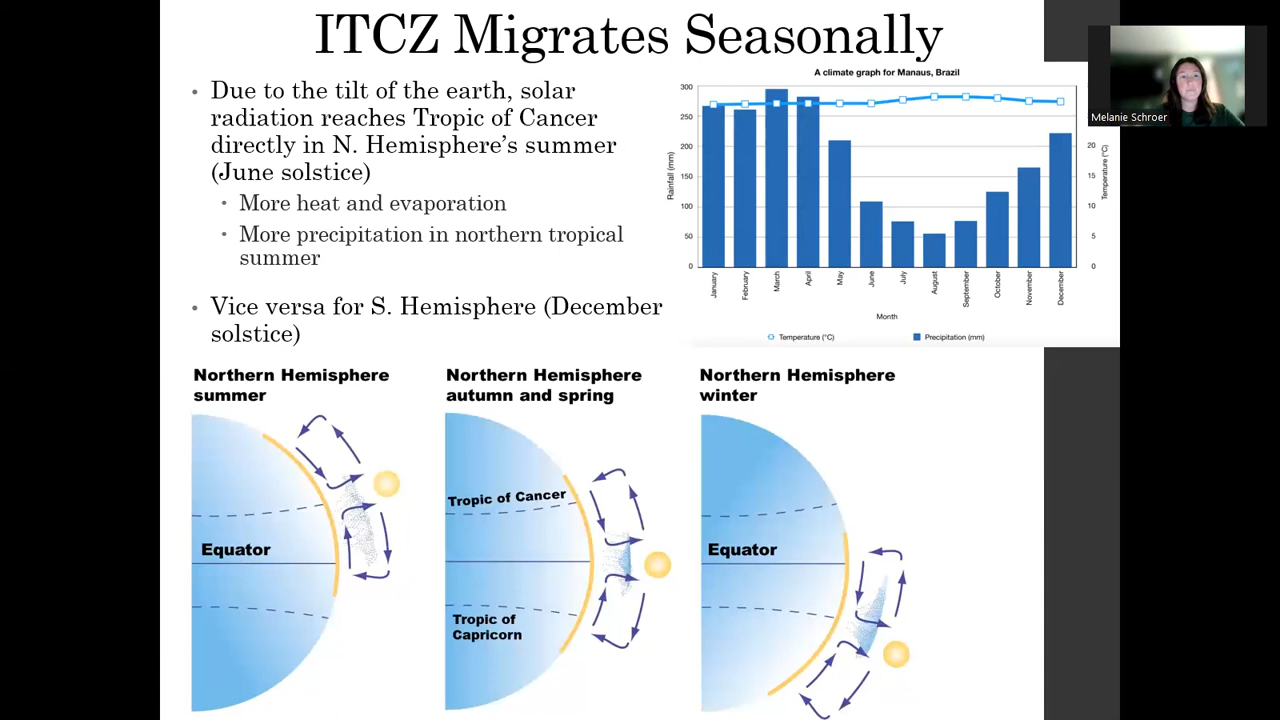 ITCZ Migrates Seasonally
• Due to the tilt of the earth, solar
radiation reaches Tropic of Cancer
directly in N. Hemisphere's summer
(June solstice)
• More heat and evaporation
• More precipitation in northern tropical
summer
• Vice versa for S. Hemisphere (December
solstice)
A climate graph for Manaus, Brazil
Rainfall (mm)
300
250
200
150
100
50
0
20
15
10
5
0
Temperature (°C)
January
February
March
April
May
June
July
August
September
October
November
December
Month
Temperature (°C)
Precipitation (mm)
Melanie Schroer
Northern Hemisphere
summer
Equator
Northern Hemisphere
autumn and spring
Tropic of Cancer
Tropic of
Capricorn
Northern Hemisphere
winter
Equator